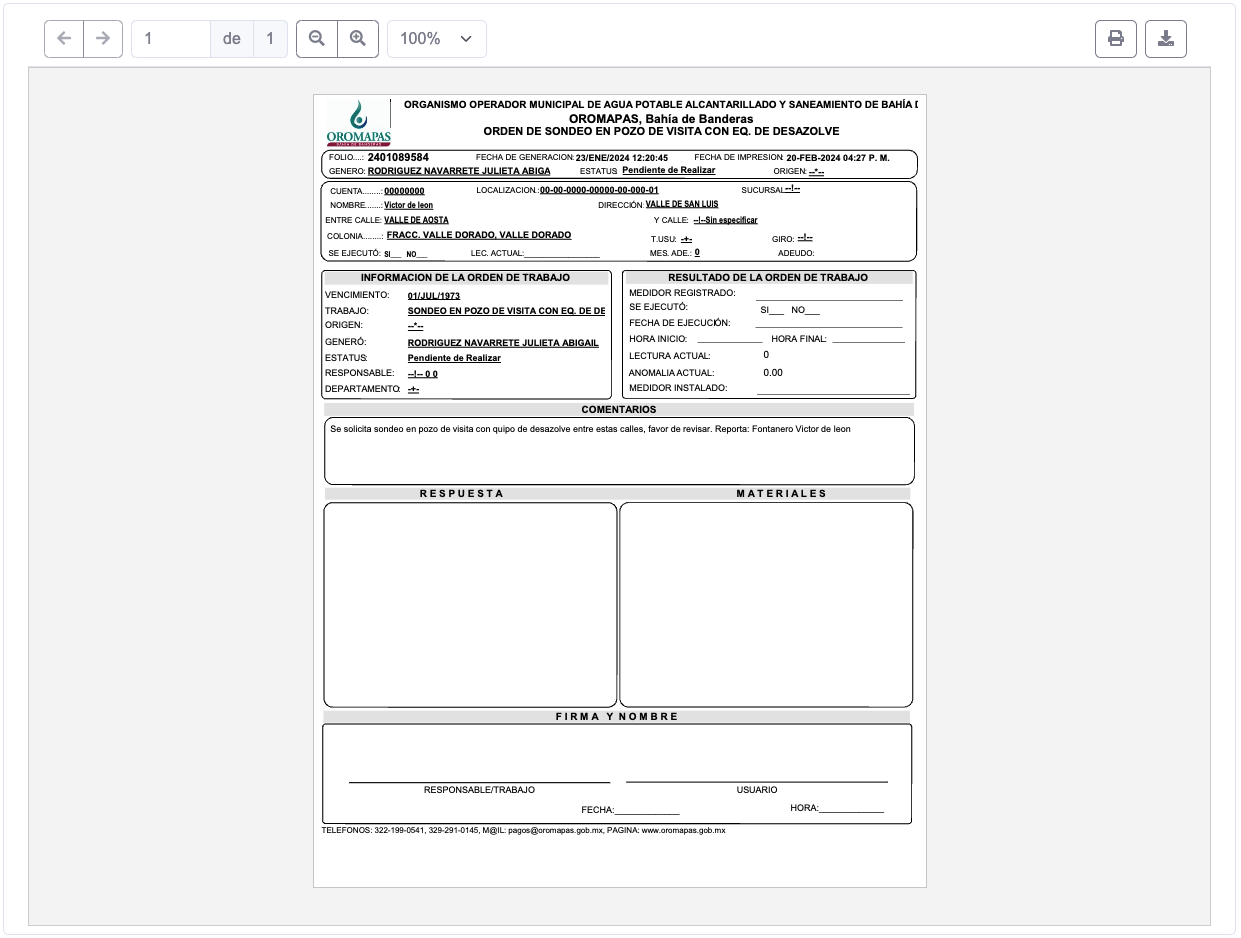 1 de 1 100%
OROMAPAS
BAHÍA DE BANDERAS
ORGANISMO OPERADOR MUNICIPAL DE AGUA POTABLE ALCANTARILLADO Y SANEAMIENTO DE BAHÍA D
OROMAPAS, Bahía de Banderas
ORDEN DE SONDEO EN POZO DE VISITA CON EQ. DE DESAZOLVE
FOLIO....: 2401089584 FECHA DE GENERACION: 23/ENE/2024 12:20:45 FECHA DE IMPRESION: 20-FEB-2024 04:27 P. M.
GENERO: RODRIGUEZ NAVARRETE JULIETA ABIGA ESTATUS Pendiente de Realizar ORIGEN: --*--
CUENTA.......: 00000000 LOCALIZACION.: 00-00-0000-00000-00-000-01 SUCURSAL --!--
NOMBRE......: Victor de leon DIRECCIÓN: VALLE DE SAN LUIS
ENTRE CALLE: VALLE DE AOSTA Y CALLE: --!--Sin especificar
COLONIA........: FRACC. VALLE DORADO, VALLE DORADO T.USU: -+- GIRO: --!--
SE EJECUTÓ: SI___ NO___ LEC. ACTUAL:________________ MES. ADE.: 0 ADEUDO:
INFORMACION DE LA ORDEN DE TRABAJO
VENCIMIENTO: 01/JUL/1973
TRABAJO: SONDEO EN POZO DE VISITA CON EQ. DE DE
ORIGEN: --*--
GENERÓ: RODRIGUEZ NAVARRETE JULIETA ABIGAIL
ESTATUS: Pendiente de Realizar
RESPONSABLE: --!-- 0 0
DEPARTAMENTO: -+-
RESULTADO DE LA ORDEN DE TRABAJO
MEDIDOR REGISTRADO:
SE EJECUTÓ: SI___ NO___
FECHA DE EJECUCIÓN:
HORA INICIO: HORA FINAL:
LECTURA ACTUAL: 0
ANOMALIA ACTUAL: 0.00
MEDIDOR INSTALADO:
COMENTARIOS
Se solicita sondeo en pozo de visita con quipo de desazolve entre estas calles, favor de revisar. Reporta: Fontanero Victor de leon
RESPUESTA MATERIALES
FIRMA Y NOMBRE
RESPONSABLE/TRABAJO USUARIO
FECHA:_____________ HORA:_____________
TELEFONOS: 322-199-0541, 329-291-0145, M@IL: pagos@oromapas.gob.mx, PAGINA: www.oromapas.gob.mx